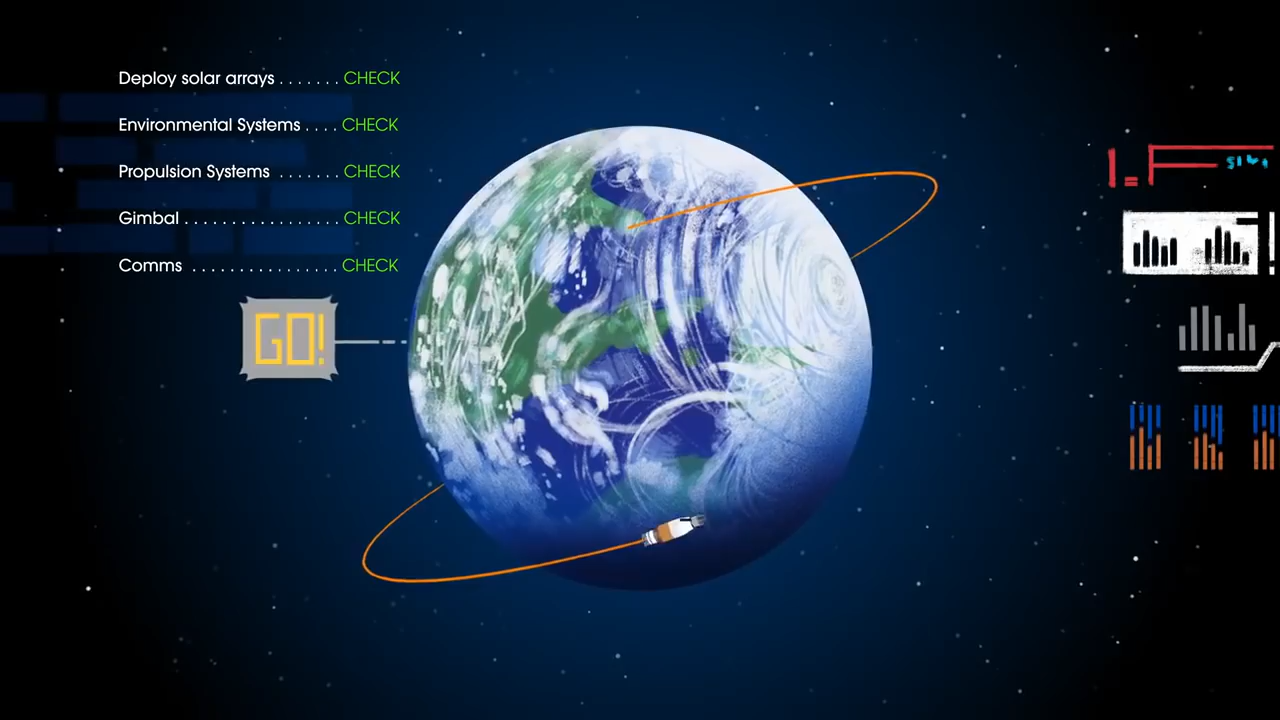 Deploy solar arrays . . . . . . . CHECK
Environmental Systems . . . . CHECK
Propulsion Systems . . . . . . . CHECK
Gimbal . . . . . . . . . . . . . . . . . CHECK
Comms . . . . . . . . . . . . . . . . CHECK
GO!